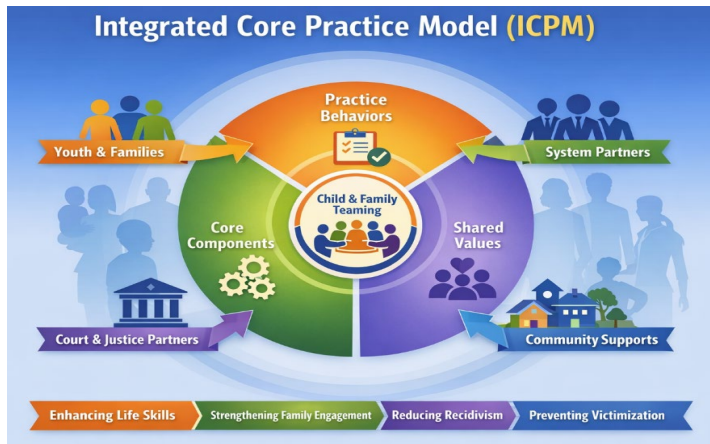 Integrated Core Practice Model (ICPM)
Practice
Behaviors
Youth & Families
System Partners
Child & Family
Teaming
Core
Components
Shared
Values
Court & Justice Partners
Community Supports
Enhancing Life Skills
Strengthening Family Engagement
Reducing Recidivism
Preventing Victimization